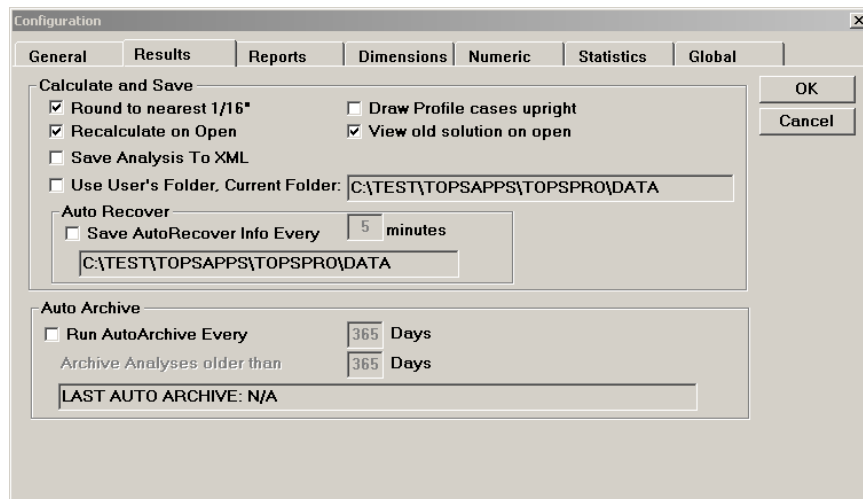 Configuration
General Results Reports Dimensions Numeric Statistics Global
Calculate and Save
Round to nearest 1/16" Draw Profile cases upright
Recalculate on Open View old solution on open
Save Analysis To XML
Use User's Folder, Current Folder: C:\TEST\TOPSAPPS\TOPSPRO\DATA
Auto Recover
Save AutoRecover Info Every 5 minutes
C:\TEST\TOPSAPPS\TOPSPRO\DATA
Auto Archive
Run AutoArchive Every 365 Days
Archive Analyses older than 365 Days
LAST AUTO ARCHIVE: N/A
OK
Cancel